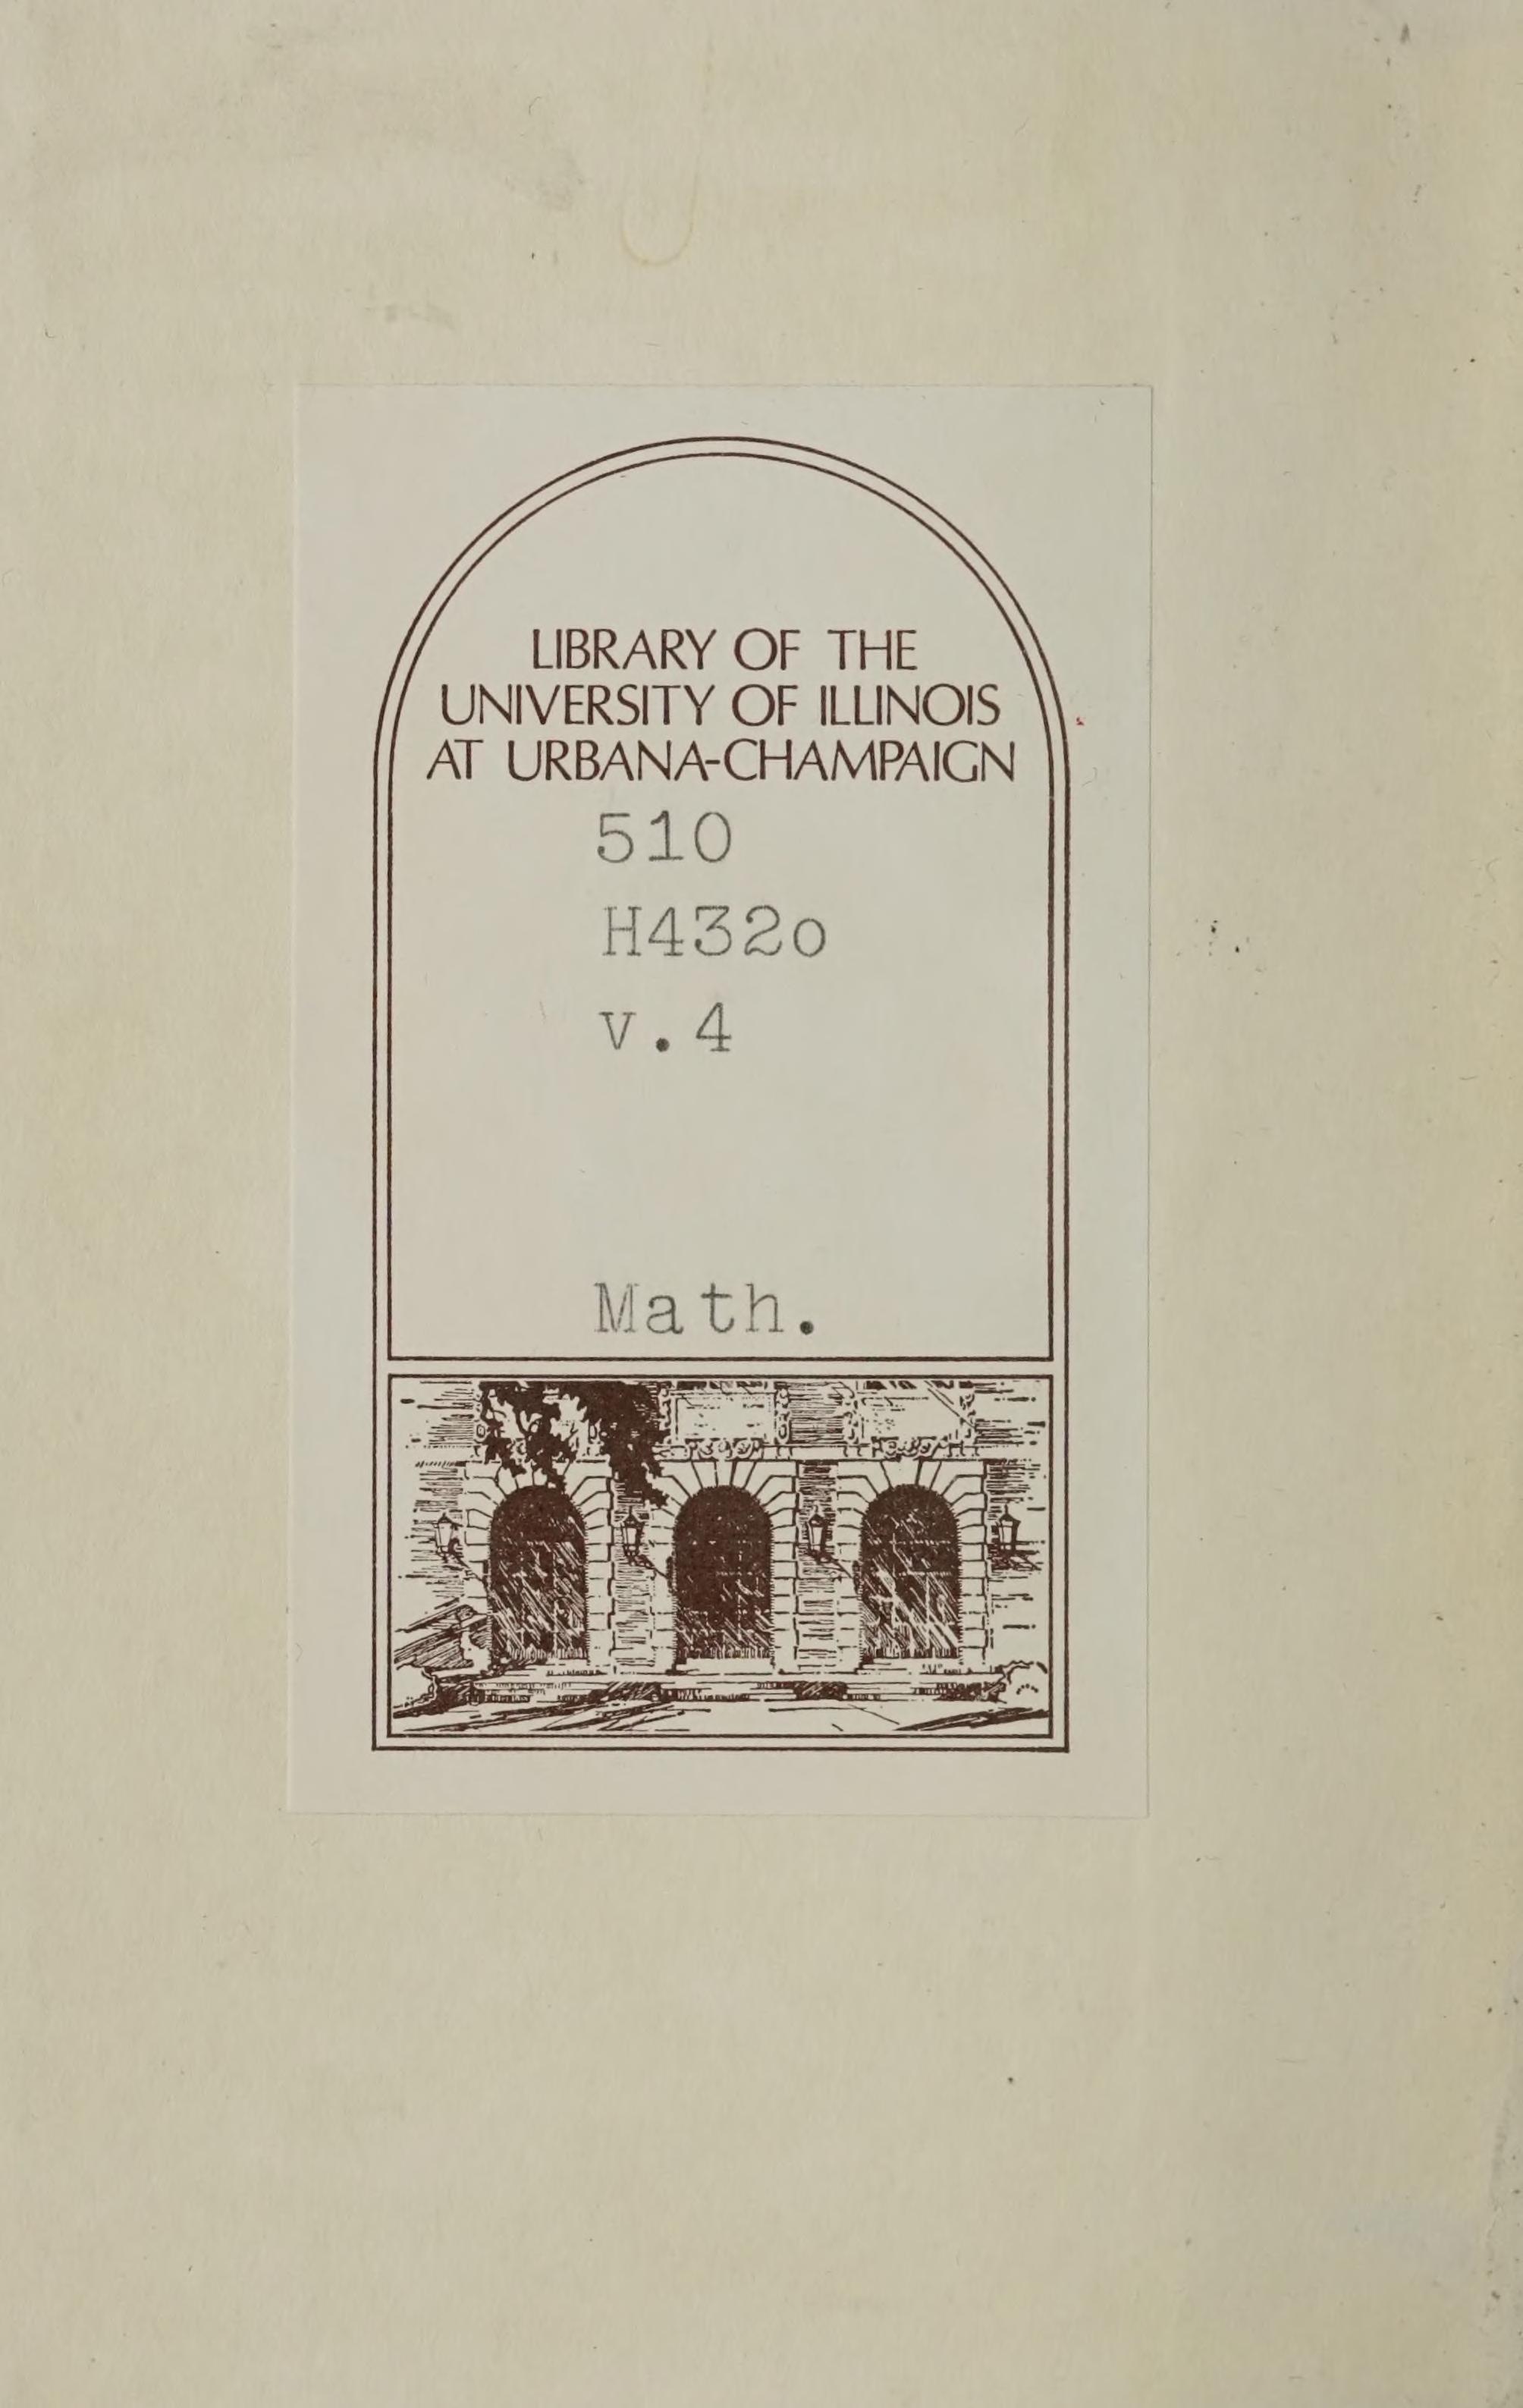 LIBRARY OF THE
UNIVERSITY OF ILLINOIS
AT URBANA-CHAMPAIGN
510
H432o
v.4
Math.